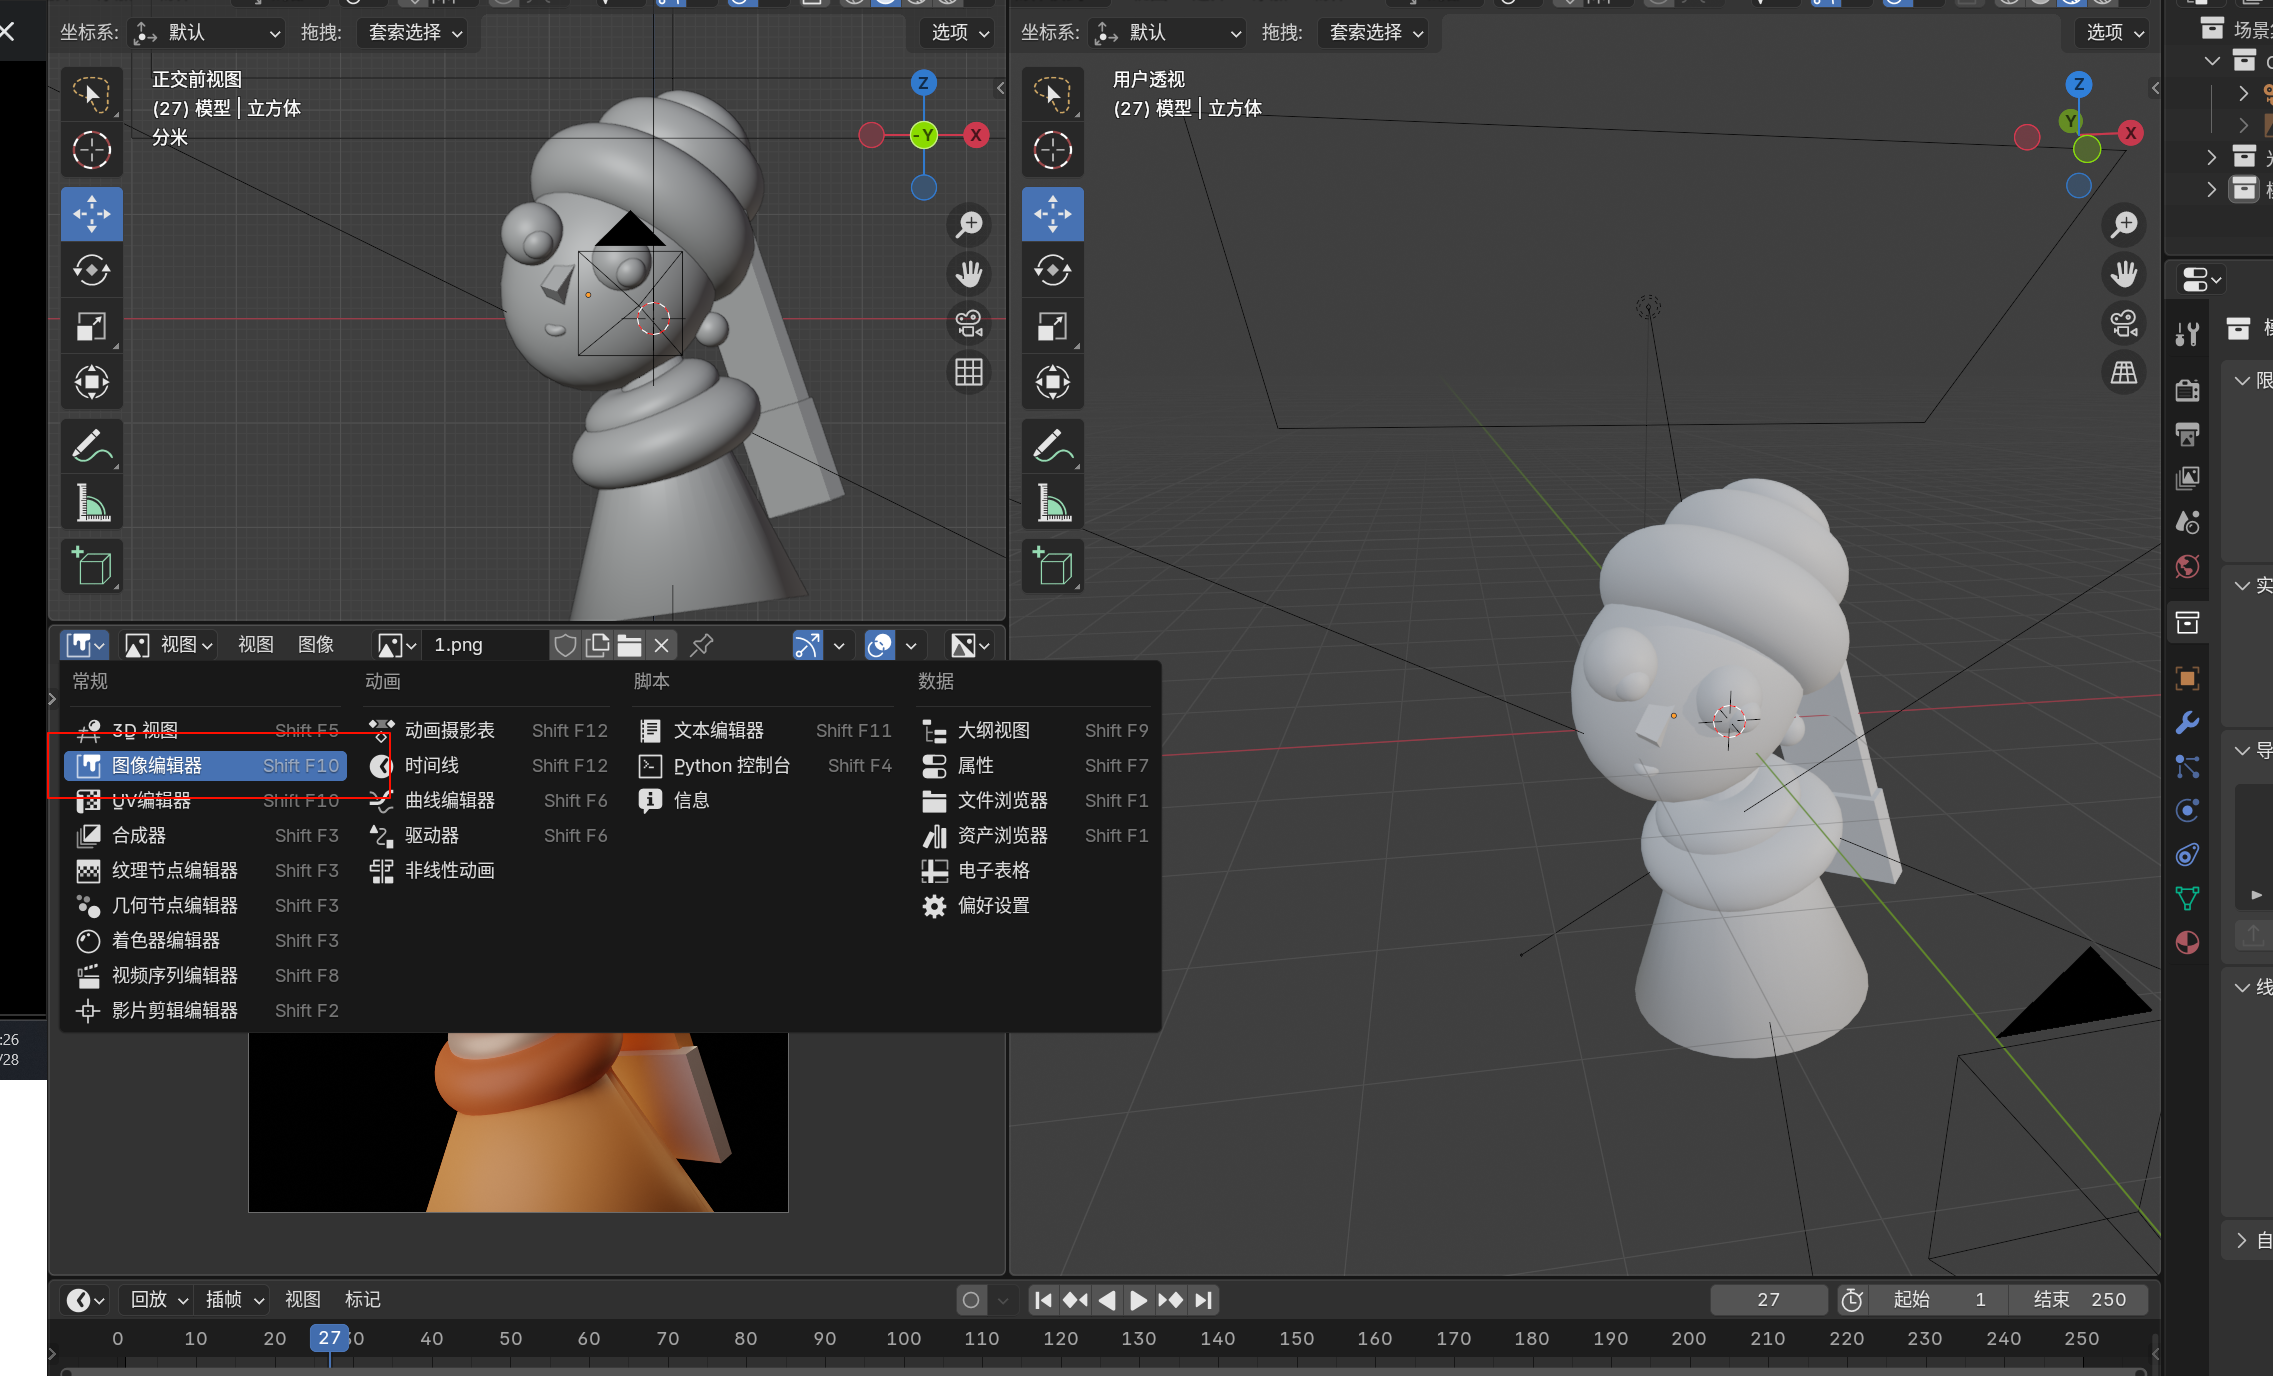 坐标系: 默认 拖拽: 套索选择 选项
坐标系: 默认 拖拽: 套索选择 选项
场景
正交前视图
(27) 模型 | 立方体
分米
Z
-Y
X
用户透视
(27) 模型 | 立方体
Z
Y
X
限
实
导
线
自
视图 视图 图像 1.png
常规
3D 视图 Shift F5
图像编辑器 Shift F10
UV编辑器 Shift F10
合成器 Shift F3
纹理节点编辑器 Shift F3
几何节点编辑器 Shift F3
着色器编辑器 Shift F3
视频序列编辑器 Shift F8
影片剪辑编辑器 Shift F2
动画
动画摄影表 Shift F12
时间线 Shift F12
曲线编辑器 Shift F6
驱动器 Shift F6
非线性动画
脚本
文本编辑器 Shift F11
Python 控制台 Shift F4
信息
数据
大纲视图 Shift F9
属性 Shift F7
文件浏览器 Shift F1
资产浏览器 Shift F1
电子表格
偏好设置
:26
/28
回放 插帧 视图 标记 27 起始 1 结束 250
0 10 20 27 40 50 60 70 80 90 100 110 120 130 140 150 160 170 180 190 200 210 220 230 240 250